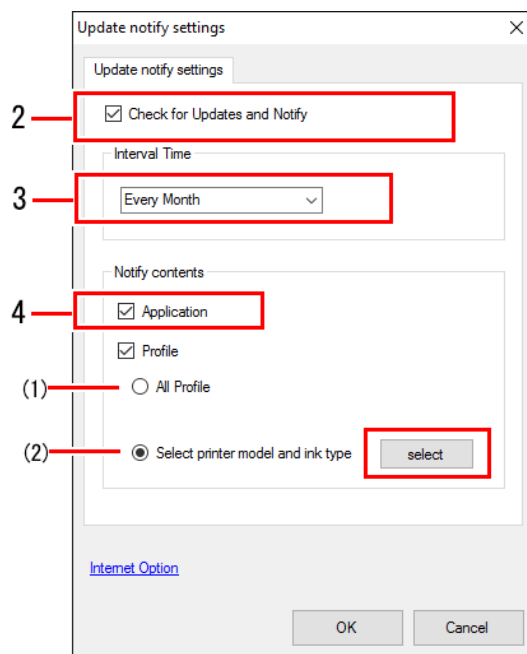 Update notify settings
Update notify settings
2
Check for Updates and Notify
Interval Time
3
Every Month
Notify contents
4
Application
Profile
(1)
All Profile
(2)
Select printer model and ink type
select
Internet Option
OK
Cancel